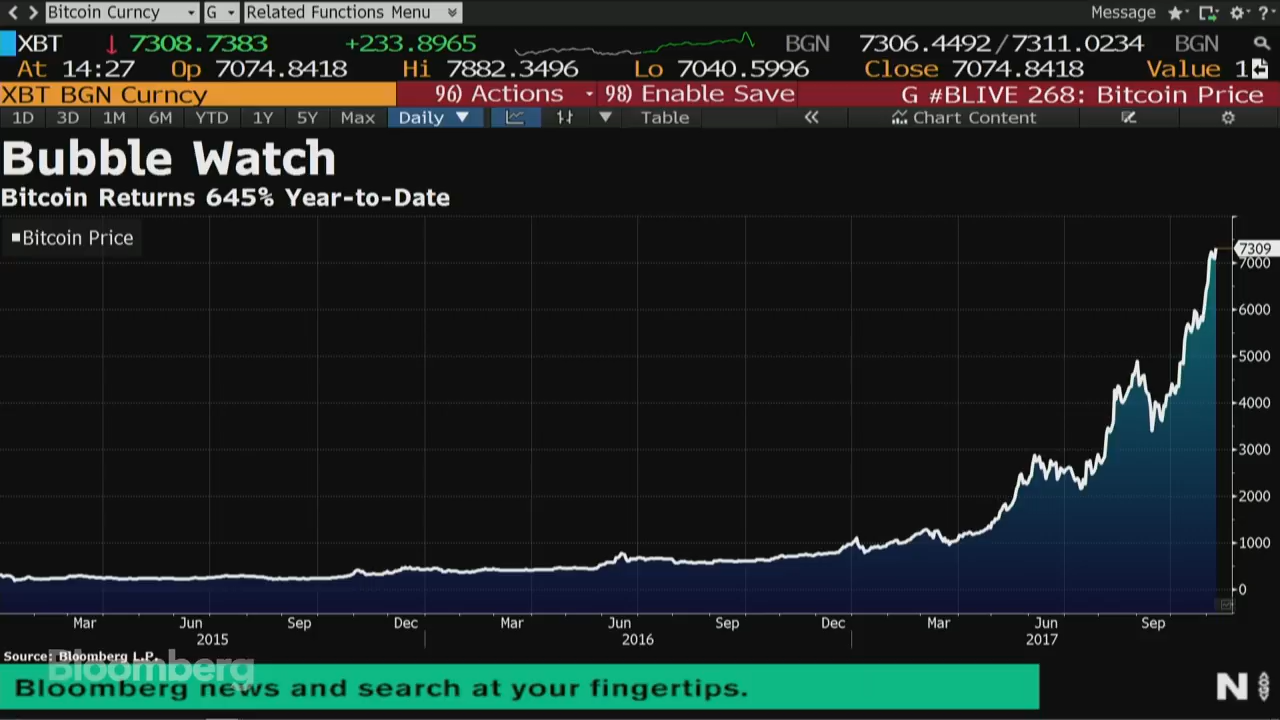 Bitcoin Curncy G Related Functions Menu Message ?
XBT 7308.7383 +233.8965 BGN 7306.4492/7311.0234 BGN
At 14:27 Op 7074.8418 Hi 7882.3496 Lo 7040.5996 Close 7074.8418 Value 1
XBT BGN Curncy 96) Actions 98) Enable Save G #BLIVE 268: Bitcoin Price
1D 3D 1M 6M YTD 1Y 5Y Max Daily Table Chart Content
Bubble Watch
Bitcoin Returns 645% Year-to-Date
Bitcoin Price
7309
7000
6000
5000
4000
3000
2000
1000
0
Mar Jun Sep Dec Mar Jun Sep Dec Mar Jun Sep
2015 2016 2017
Source: Bloomberg L.P.
Bloomberg
Bloomberg news and search at your fingertips.
N